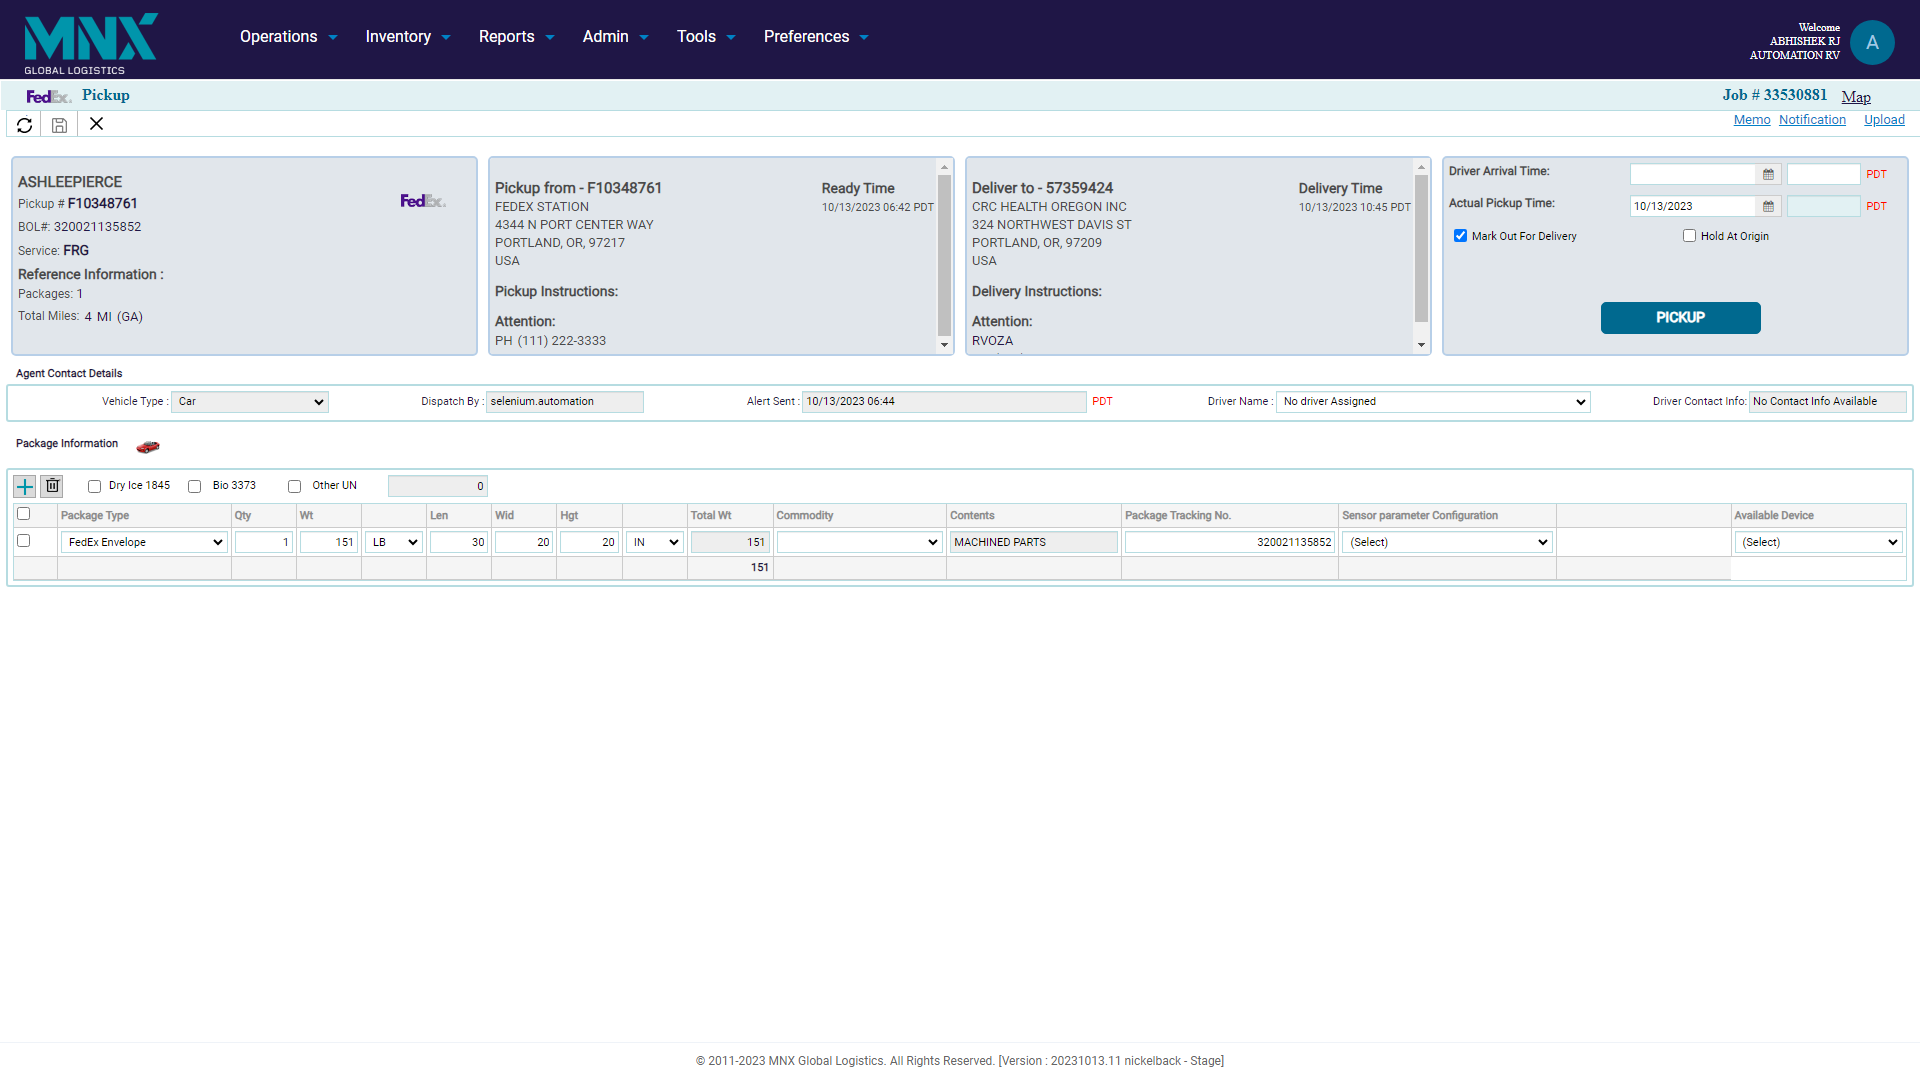 MNX
GLOBAL LOGISTICS
Operations Inventory Reports Admin Tools Preferences
Welcome
ABHISHEK RJ
AUTOMATION RV
A
FedEx. Pickup
Job # 33530881 Map
Memo Notification Upload
ASHLEEPIERCE
Pickup # F10348761
FedEx.
BOL#: 320021135852
Service: FRG
Reference Information :
Packages: 1
Total Miles: 4 MI (GA)
Pickup from - F10348761 Ready Time
FEDEX STATION 10/13/2023 06:42 PDT
4344 N PORT CENTER WAY
PORTLAND, OR, 97217
USA
Pickup Instructions:
Attention:
PH (111) 222-3333
Deliver to - 57359424 Delivery Time
CRC HEALTH OREGON INC 10/13/2023 10:45 PDT
324 NORTHWEST DAVIS ST
PORTLAND, OR, 97209
USA
Delivery Instructions:
Attention:
RVOZA
Driver Arrival Time: PDT
Actual Pickup Time: 10/13/2023 PDT
Mark Out For Delivery Hold At Origin
PICKUP
Agent Contact Details
Vehicle Type : Car Dispatch By : selenium.automation Alert Sent : 10/13/2023 06:44 PDT Driver Name : No driver Assigned Driver Contact Info: No Contact Info Available
Package Information
Dry Ice 1845 Bio 3373 Other UN 0
Package Type Qty Wt Len Wid Hgt Total Wt Commodity Contents Package Tracking No. Sensor parameter Configuration Available Device
FedEx Envelope 1 151 LB 30 20 20 IN 151 MACHINED PARTS 320021135852 (Select) (Select)
151
© 2011-2023 MNX Global Logistics. All Rights Reserved. [Version : 20231013.11 nickelback - Stage]